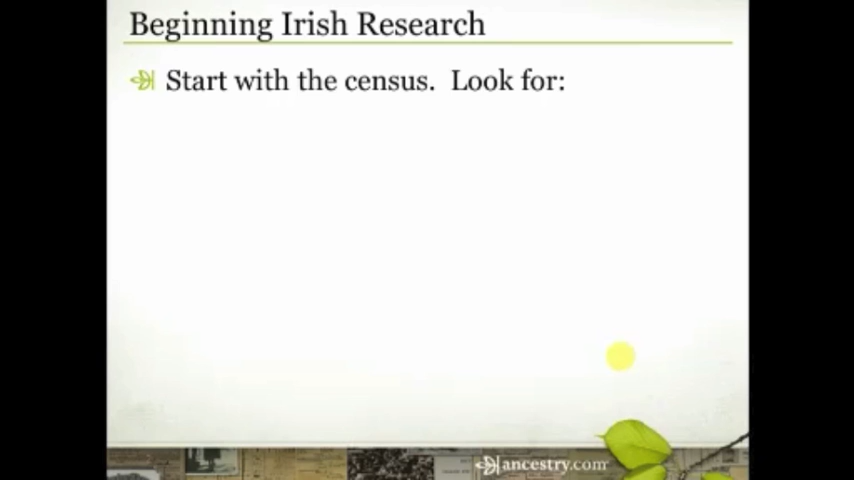 Beginning Irish Research
Start with the census. Look for:
ancestry.com